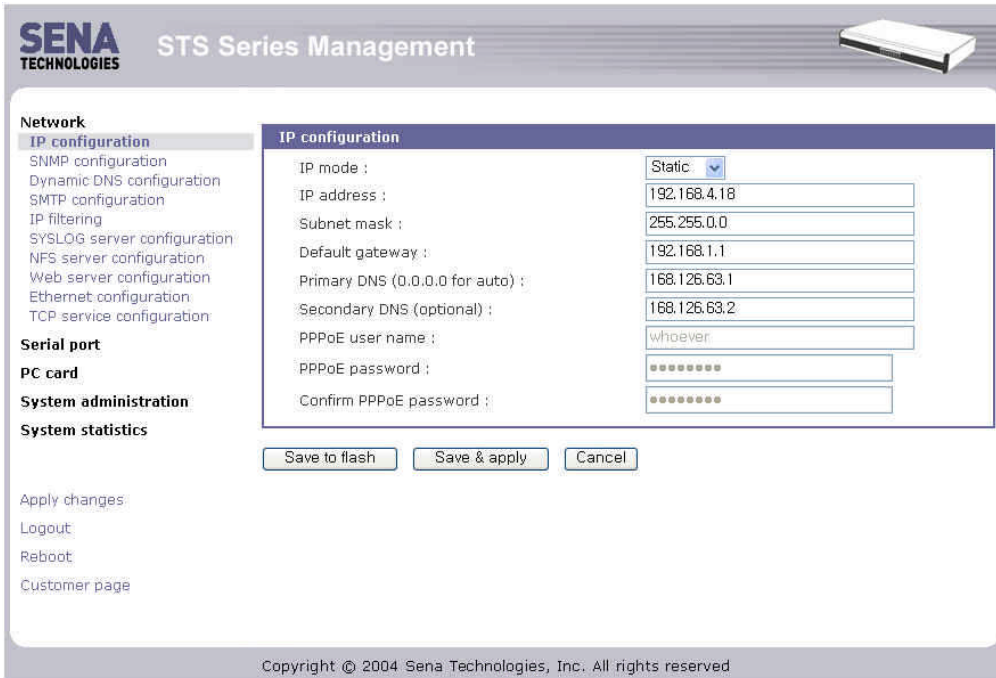 SENA
TECHNOLOGIES
STS Series Management
Network
IP configuration
SNMP configuration
Dynamic DNS configuration
SMTP configuration
IP filtering
SYSLOG server configuration
NFS server configuration
Web server configuration
Ethernet configuration
TCP service configuration
Serial port
PC card
System administration
System statistics
Apply changes
Logout
Reboot
Customer page
IP configuration
IP mode : Static
IP address : 192.168.4.18
Subnet mask : 255.255.0.0
Default gateway : 192.168.1.1
Primary DNS (0.0.0.0 for auto) : 168.126.63.1
Secondary DNS (optional) : 168.126.63.2
PPPoE user name : whoever
PPPoE password : ●●●●●●●●
Confirm PPPoE password : ●●●●●●●●
Save to flash Save & apply Cancel
Copyright © 2004 Sena Technologies, Inc. All rights reserved